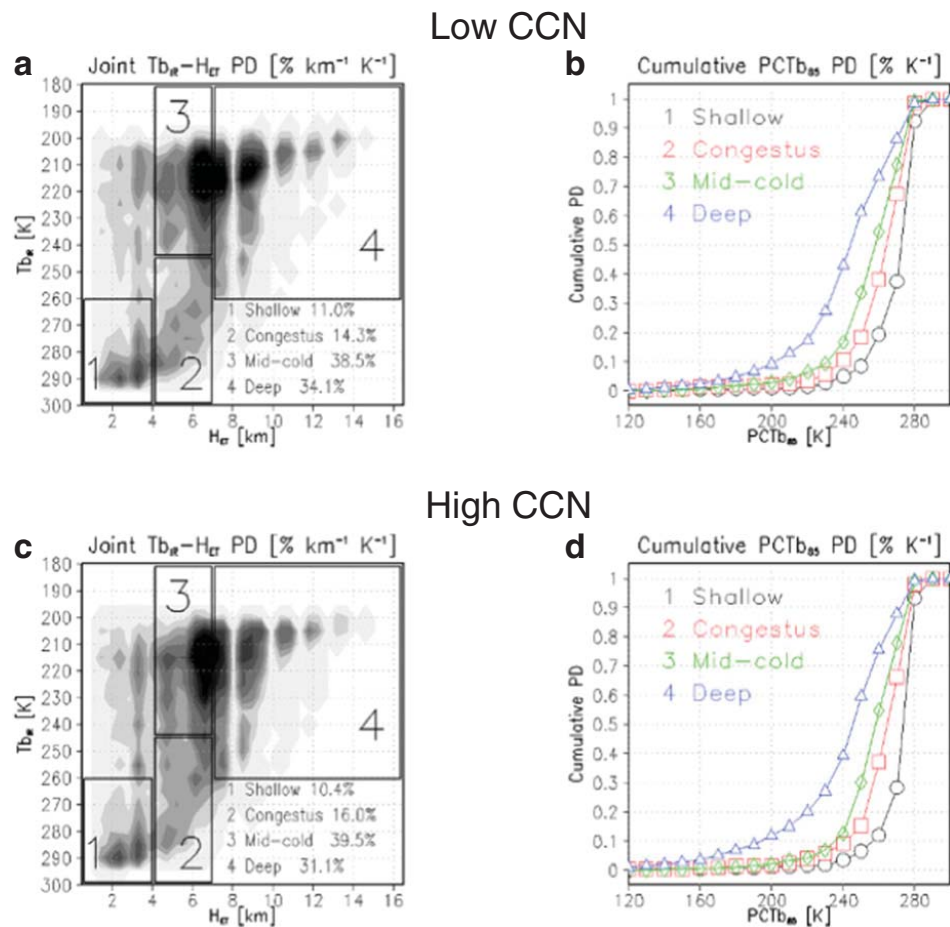 Low CCN
a
Joint Tb_IR–H_ET PD [% km⁻¹ K⁻¹]
180
190
200
210
220
230
240
250
260
270
280
290
300
Tb_IR [K]
3
4
1
2
1 Shallow 11.0%
2 Congestus 14.3%
3 Mid-cold 38.5%
4 Deep 34.1%
2 4 6 8 10 12 14 16
H_ET [km]
b
Cumulative PCTb₈₅ PD [% K⁻¹]
1
0.9
0.8
0.7
0.6
0.5
0.4
0.3
0.2
0.1
0
Cumulative PD
1 Shallow
2 Congestus
3 Mid-cold
4 Deep
120 160 200 240 280
PCTb₈₅ [K]
High CCN
c
Joint Tb_IR–H_ET PD [% km⁻¹ K⁻¹]
180
190
200
210
220
230
240
250
260
270
280
290
300
Tb_IR [K]
3
4
1
2
1 Shallow 10.4%
2 Congestus 16.0%
3 Mid-cold 39.5%
4 Deep 31.1%
2 4 6 8 10 12 14 16
H_ET [km]
d
Cumulative PCTb₈₅ PD [% K⁻¹]
1
0.9
0.8
0.7
0.6
0.5
0.4
0.3
0.2
0.1
0
Cumulative PD
1 Shallow
2 Congestus
3 Mid-cold
4 Deep
120 160 200 240 280
PCTb₈₅ [K]